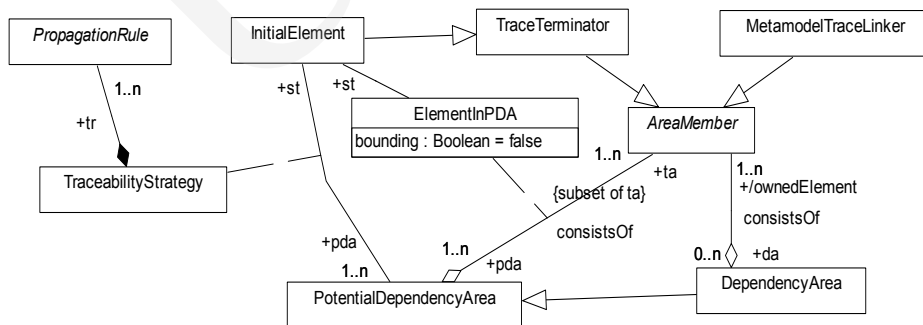 PropagationRule
InitialElement
TraceTerminator
MetamodelTraceLinker
1..n
+tr
+st
+st
ElementInPDA
bounding : Boolean = false
AreaMember
1..n
+ta
1..n
+/ownedElement
TraceabilityStrategy
{subset of ta}
consistsOf
consistsOf
+pda
1..n
1..n
+pda
0..n
+da
PotentialDependencyArea
DependencyArea